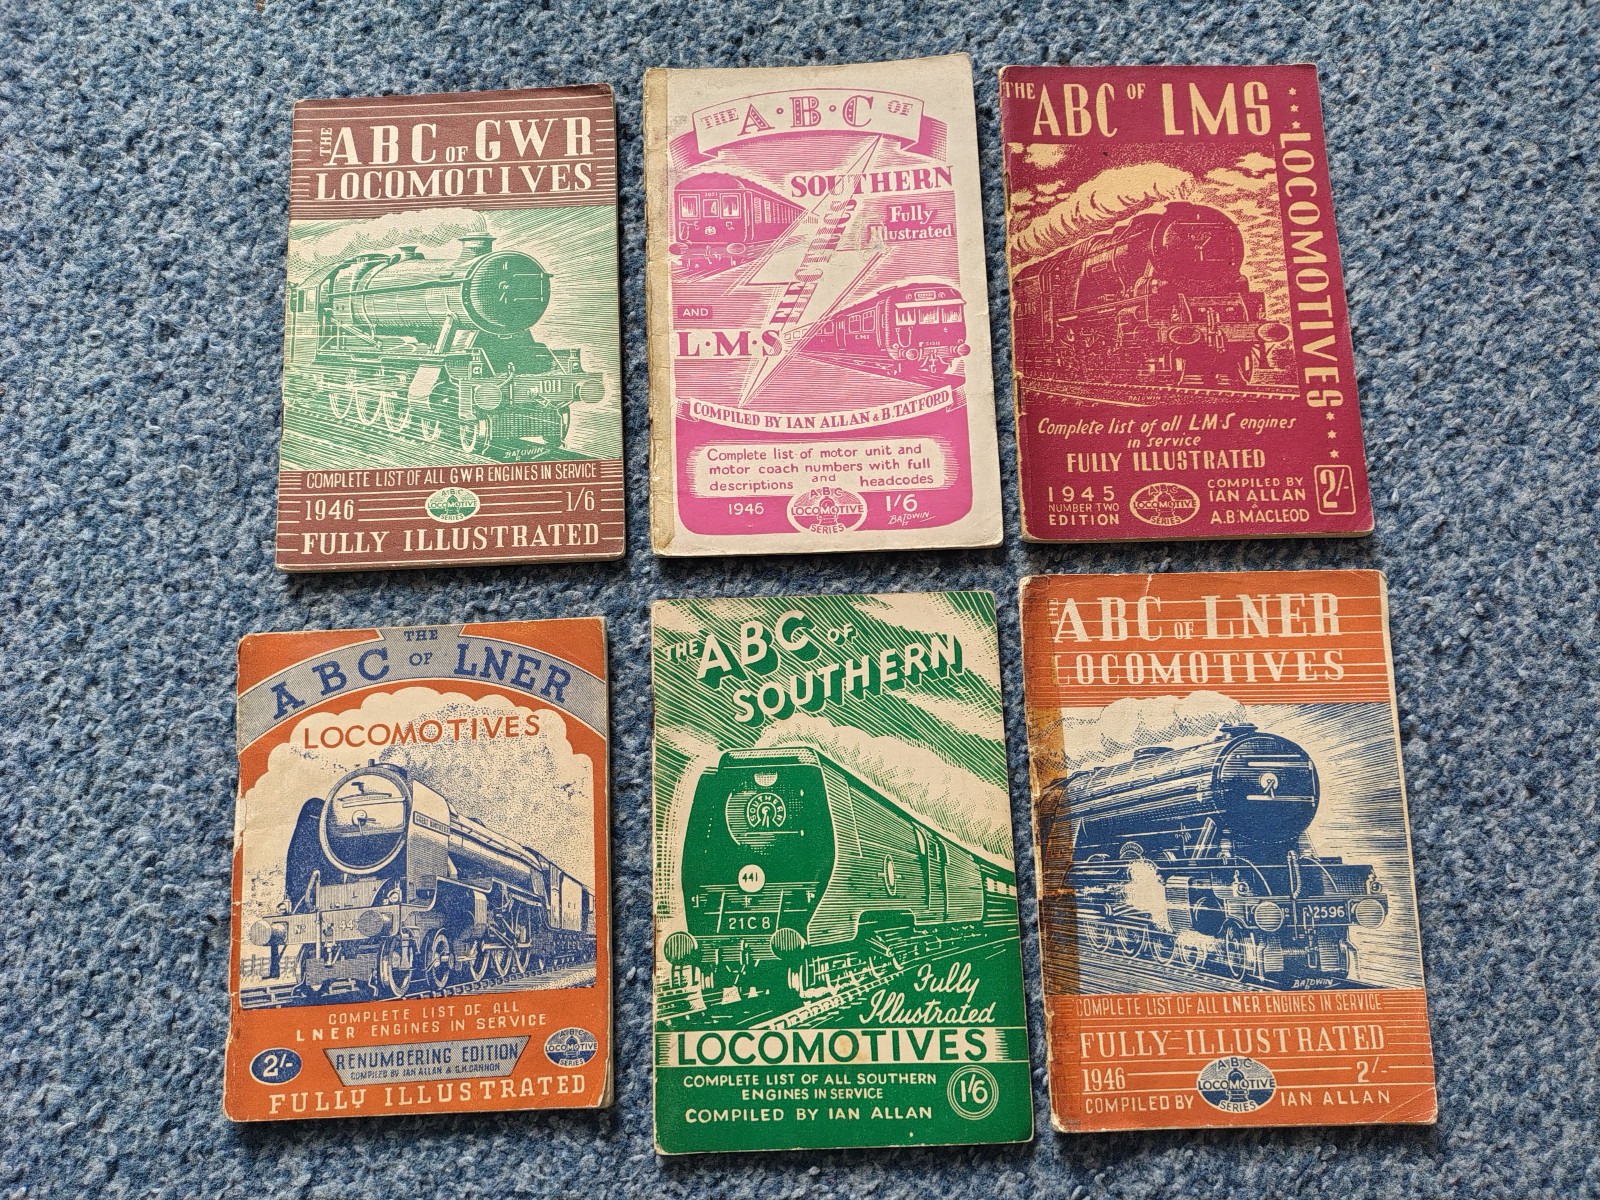 THE ABC OF GWR
LOCOMOTIVES
1011
BALDWIN
COMPLETE LIST OF ALL GWR ENGINES IN SERVICE
1946
A·B·C
LOCOMOTIVE
SERIES
1/6
FULLY ILLUSTRATED
THE A·B·C OF
SOUTHERN
Fully
Illustrated
ELECTRICS
AND
L·M·S
LMS
COMPILED BY IAN ALLAN & B. TATFORD
Complete list of motor unit and
motor coach numbers with full
descriptions and headcodes
1946
A·B·C
LOCOMOTIVE
SERIES
1/6
BALDWIN
THE ABC OF LMS
LOCOMOTIVES
BALDWIN
Complete list of all L·M·S engines
in service
FULLY ILLUSTRATED
1945
NUMBER TWO
EDITION
A·B·C
LOCOMOTIVE
SERIES
COMPILED BY
IAN ALLAN
&
A.B. MACLEOD
2/-
THE
ABC OF LNER
LOCOMOTIVES
COMPLETE LIST OF ALL
LNER ENGINES IN SERVICE
2/-
RENUMBERING EDITION
COMPILED BY IAN ALLAN & G.H. CANNON
A·B·C
LOCOMOTIVE
SERIES
FULLY ILLUSTRATED
THE ABC OF
SOUTHERN
SOUTHERN
441
21C8
Fully
Illustrated
LOCOMOTIVES
COMPLETE LIST OF ALL SOUTHERN
ENGINES IN SERVICE
COMPILED BY IAN ALLAN
1/6
THE ABC OF LNER
LOCOMOTIVES
2596
BALDWIN
COMPLETE LIST OF ALL LNER ENGINES IN SERVICE
FULLY ILLUSTRATED
1946
A·B·C
LOCOMOTIVE
SERIES
2/-
COMPILED BY IAN ALLAN